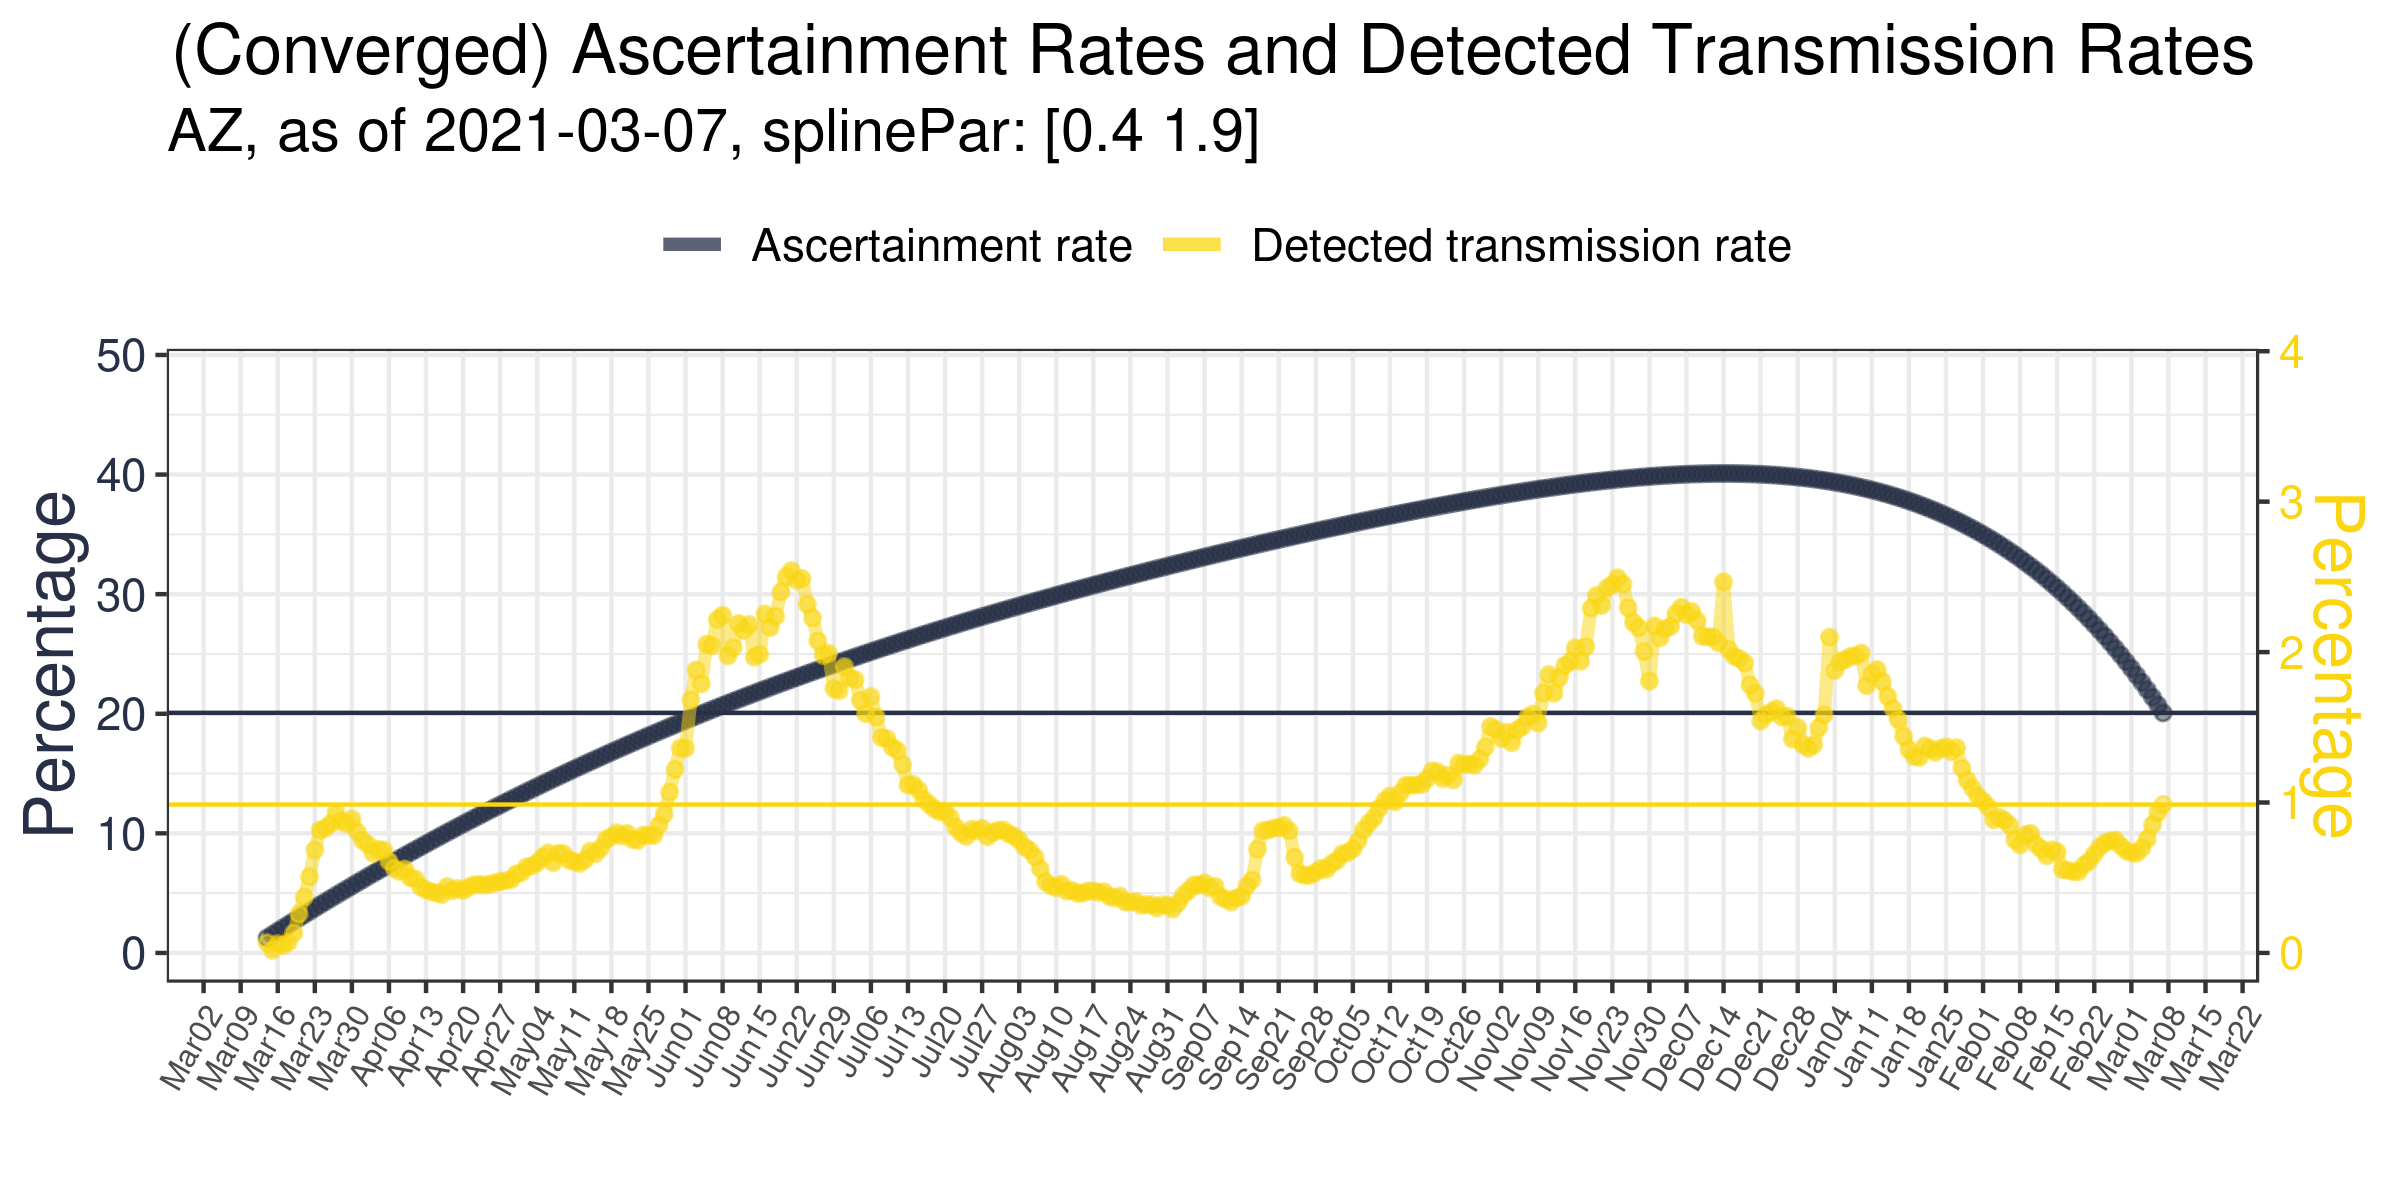 (Converged) Ascertainment Rates and Detected Transmission Rates
AZ, as of 2021-03-07, splinePar: [0.4 1.9]
Ascertainment rate
Detected transmission rate
Percentage
50
40
30
20
10
0
4
3
2
1
0
Percentage
Mar02
Mar09
Mar16
Mar23
Mar30
Apr06
Apr13
Apr20
Apr27
May04
May11
May18
May25
Jun01
Jun08
Jun15
Jun22
Jun29
Jul06
Jul13
Jul20
Jul27
Aug03
Aug10
Aug17
Aug24
Aug31
Sep07
Sep14
Sep21
Sep28
Oct05
Oct12
Oct19
Oct26
Nov02
Nov09
Nov16
Nov23
Nov30
Dec07
Dec14
Dec21
Dec28
Jan04
Jan11
Jan18
Jan25
Feb01
Feb08
Feb15
Feb22
Mar01
Mar08
Mar15
Mar22